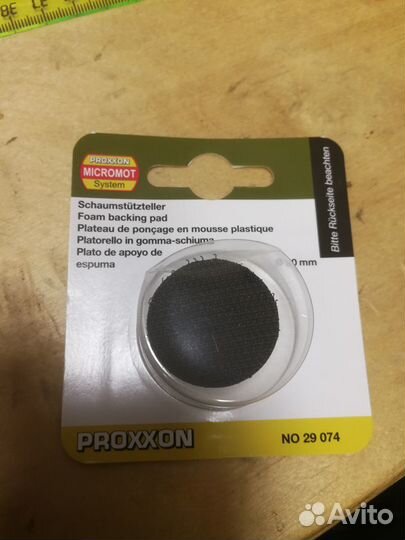 PROXXON
MICROMOT
System
Schaumstützteller
Foam backing pad
Plateau de ponçage en mousse plastique
Platorello in gomma-schiuma
Plato de apoyo de
espuma
mm
Bitte Rückseite beachten
PROXXON
NO 29 074
Avito